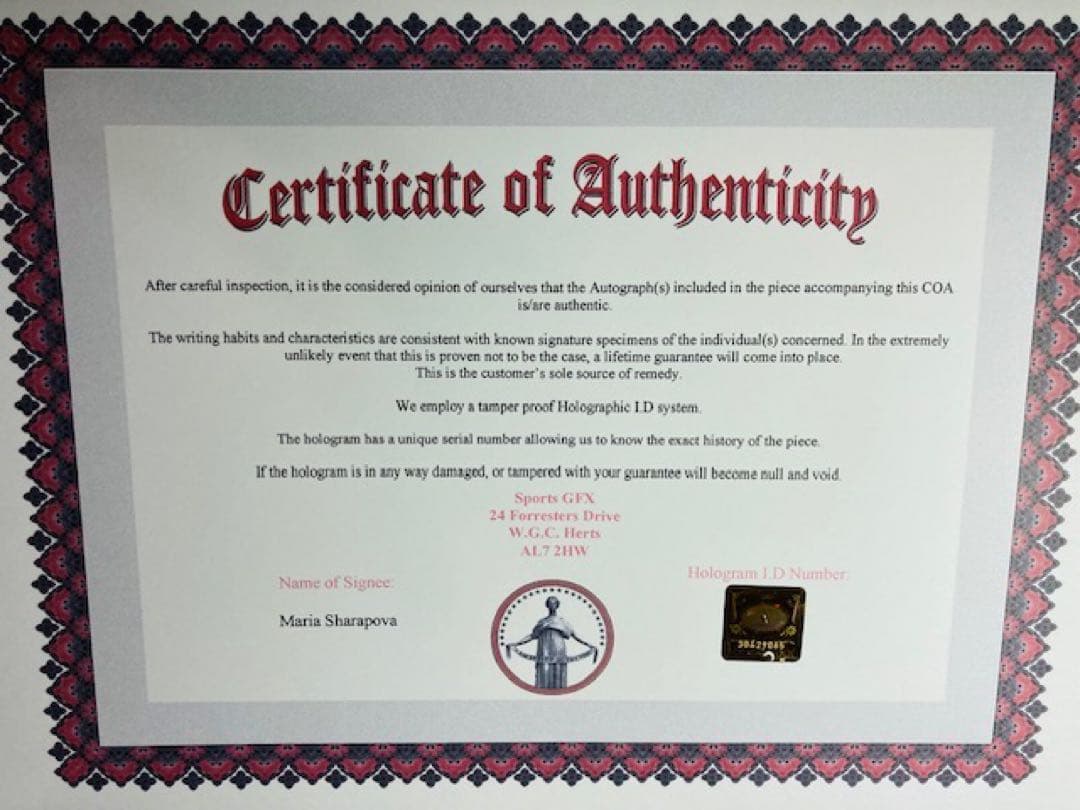 Certificate of Authenticity
After careful inspection, it is the considered opinion of ourselves that the Autograph(s) included in the piece accompanying this COA
is/are authentic.
The writing habits and characteristics are consistent with known signature specimens of the individual(s) concerned. In the extremely
unlikely event that this is proven not to be the case, a lifetime guarantee will come into place.
This is the customer's sole source of remedy.
We employ a tamper proof Holographic I.D system.
The hologram has a unique serial number allowing us to know the exact history of the piece.
If the hologram is in any way damaged, or tampered with your guarantee will become null and void.
Sports GFX
24 Forresters Drive
W.G.C. Herts
AL7 2HW
Name of Signee:
Hologram I.D Number:
Maria Sharapova